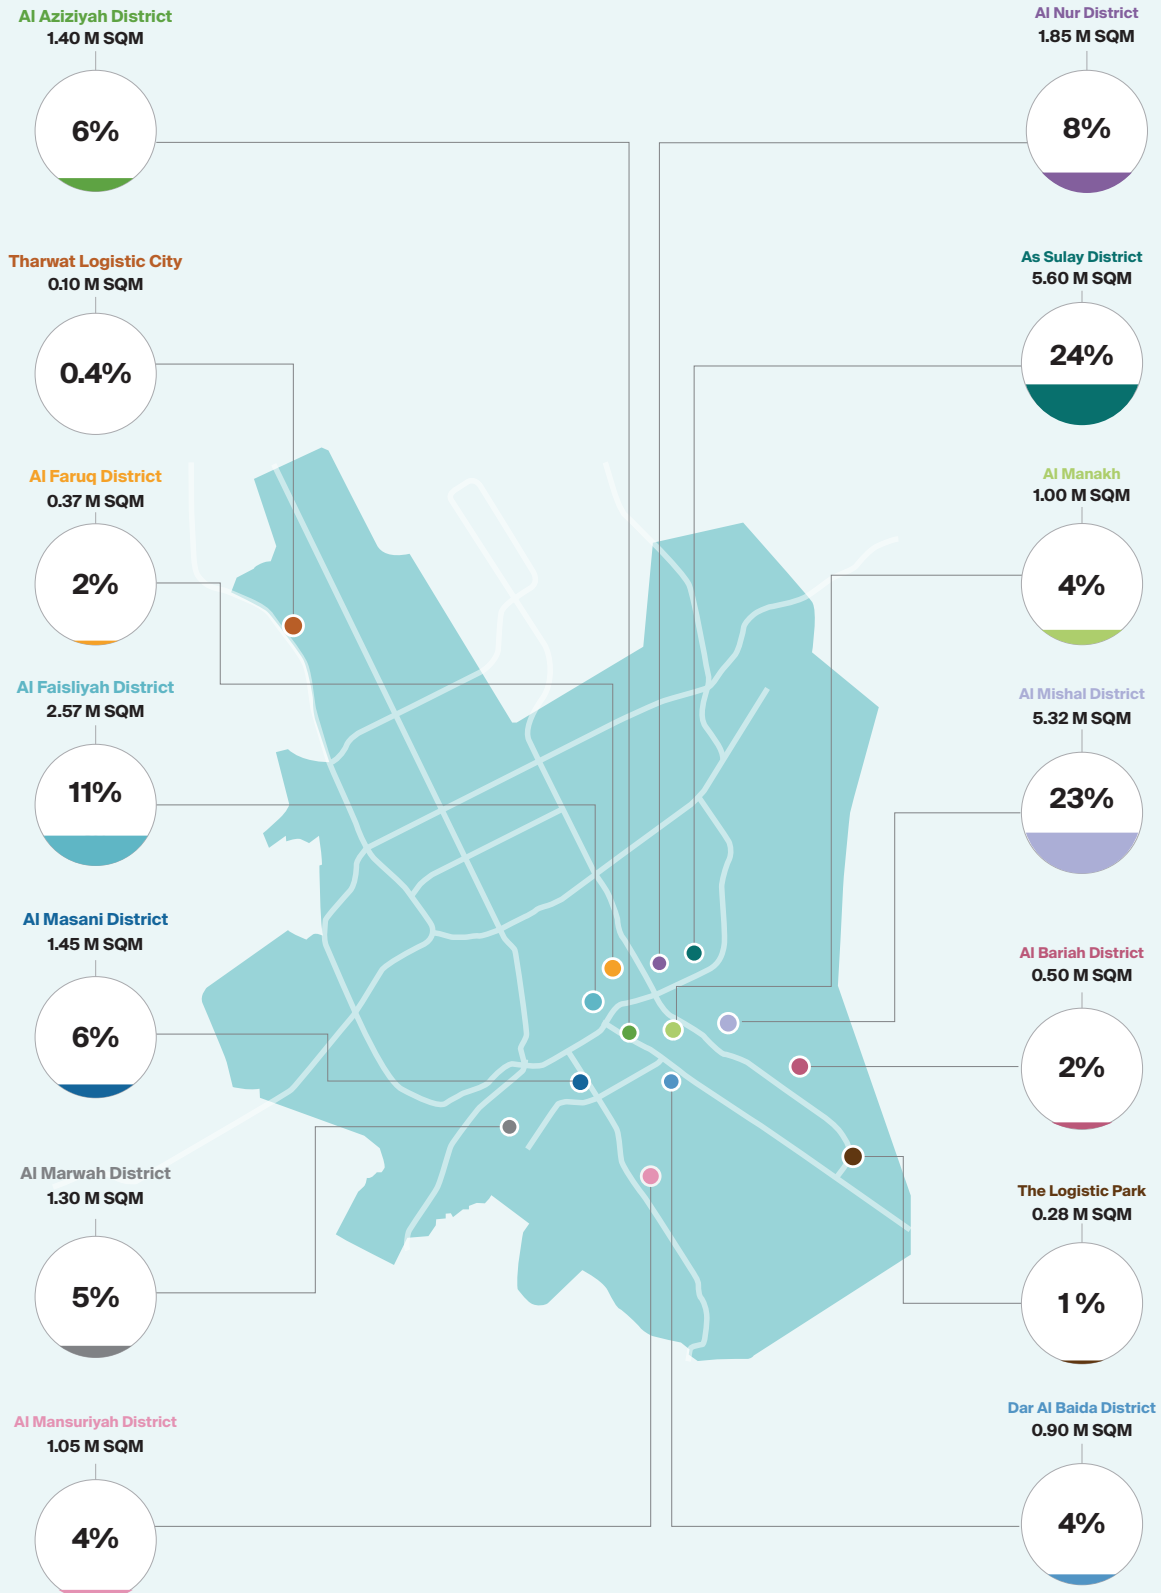 Al Aziziyah District
1.40 M SQM
6%
Tharwat Logistic City
0.10 M SQM
0.4%
Al Faruq District
0.37 M SQM
2%
Al Faisliyah District
2.57 M SQM
11%
Al Masani District
1.45 M SQM
6%
Al Marwah District
1.30 M SQM
5%
Al Mansuriyah District
1.05 M SQM
4%
Al Nur District
1.85 M SQM
8%
As Sulay District
5.60 M SQM
24%
Al Manakh
1.00 M SQM
4%
Al Mishal District
5.32 M SQM
23%
Al Bariah District
0.50 M SQM
2%
The Logistic Park
0.28 M SQM
1%
Dar Al Baida District
0.90 M SQM
4%